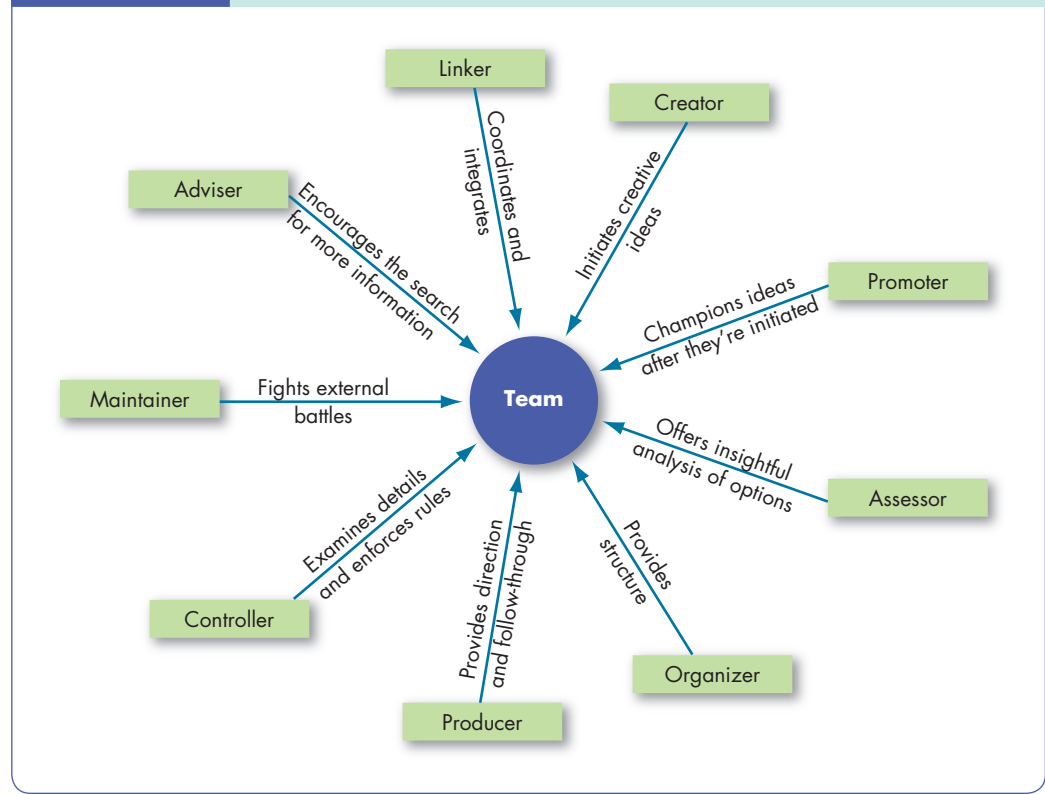 Linker
Coordinates and
integrates
Creator
Initiates creative
ideas
Promoter
Champions ideas
after they're initiated
Assessor
Offers insightful
analysis of options
Organizer
Provides
structure
Producer
Provides direction
and follow-through
Controller
Examines details
and enforces rules
Maintainer
Fights external
battles
Adviser
Encourages the search
for more information
Team